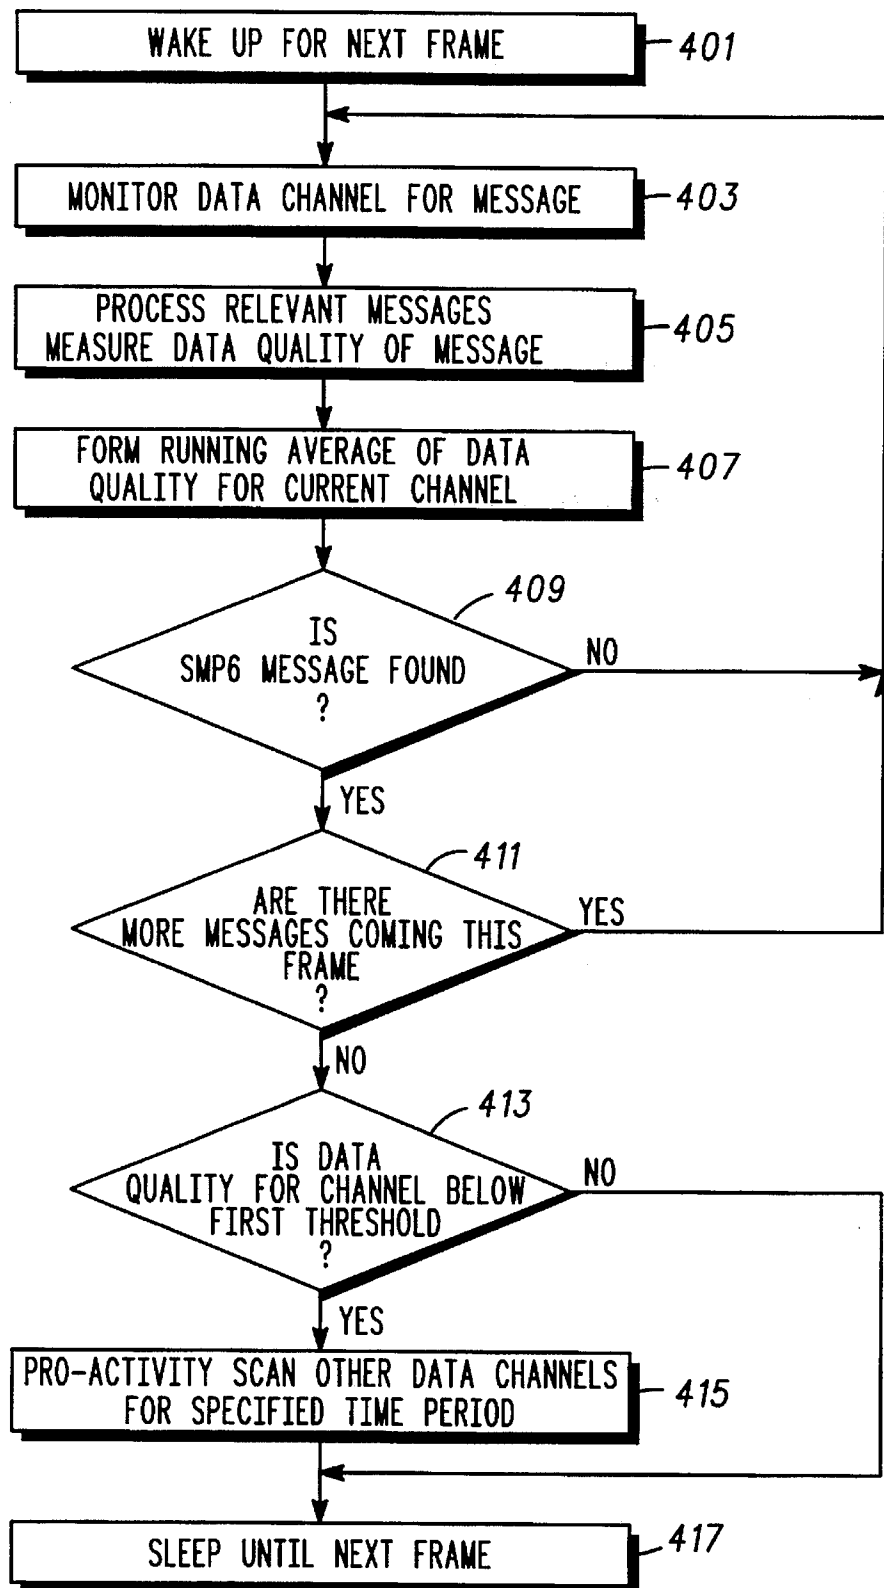 WAKE UP FOR NEXT FRAME
401
MONITOR DATA CHANNEL FOR MESSAGE
403
PROCESS RELEVANT MESSAGES
MEASURE DATA QUALITY OF MESSAGE
405
FORM RUNNING AVERAGE OF DATA
QUALITY FOR CURRENT CHANNEL
407
409
IS
SMP6 MESSAGE FOUND
?
NO
YES
411
ARE THERE
MORE MESSAGES COMING THIS
FRAME
?
YES
NO
413
IS DATA
QUALITY FOR CHANNEL BELOW
FIRST THRESHOLD
?
NO
YES
PRO-ACTIVITY SCAN OTHER DATA CHANNELS
FOR SPECIFIED TIME PERIOD
415
SLEEP UNTIL NEXT FRAME
417